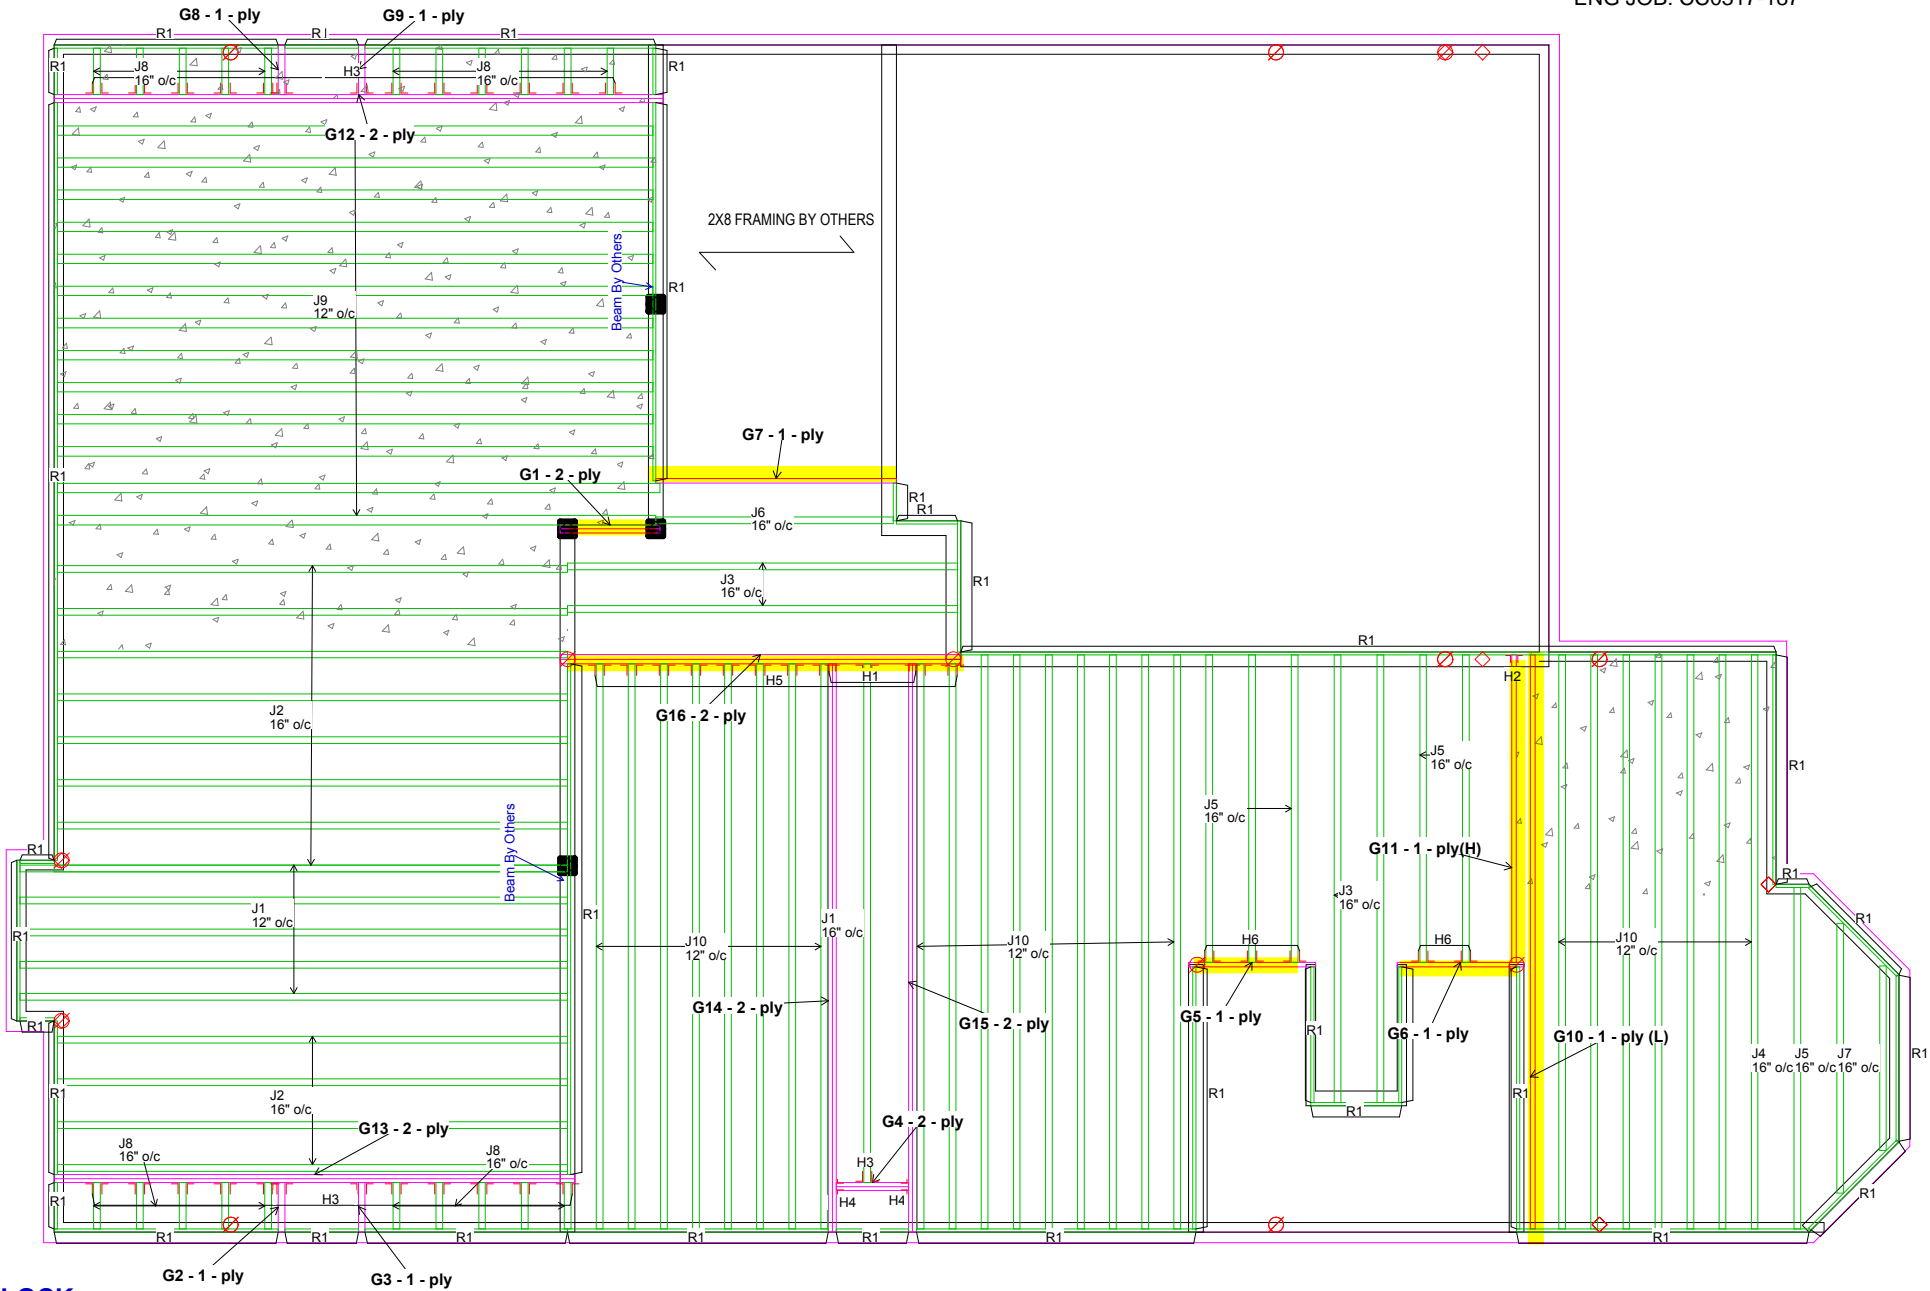 G8 - 1 - ply
G9 - 1 - ply
R1
R1
R1
R1
J8
16" o/c
H3
J8
16" o/c
R1
G12 - 2 - ply
2X8 FRAMING BY OTHERS
Beam By Others
R1
J9
12" o/c
G7 - 1 - ply
R1
G1 - 2 - ply
R1
R1
J6
16" o/c
J3
16" o/c
R1
R1
H5
H1
H2
G16 - 2 - ply
J2
16" o/c
J5
16" o/c
R1
J5
16" o/c
Beam By Others
R1
G11 - 1 - ply(H)
R1
R1
J1
12" o/c
R1
J1
16" o/c
J3
16" o/c
R1
J10
12" o/c
J10
12" o/c
H6
H6
J10
12" o/c
R1
G14 - 2 - ply
G15 - 2 - ply
G5 - 1 - ply
R1
G6 - 1 - ply
G10 - 1 - ply (L)
R1
J4
16" o/c
J5
16" o/c
J7
16" o/c
R1
R1
J2
16" o/c
R1
R1
R1
G13 - 2 - ply
G4 - 2 - ply
J8
16" o/c
J8
16" o/c
H3
R1
R1
H3
H4
H4
R1
R1
R1
R1
R1
R1
R1
G2 - 1 - ply
G3 - 1 - ply